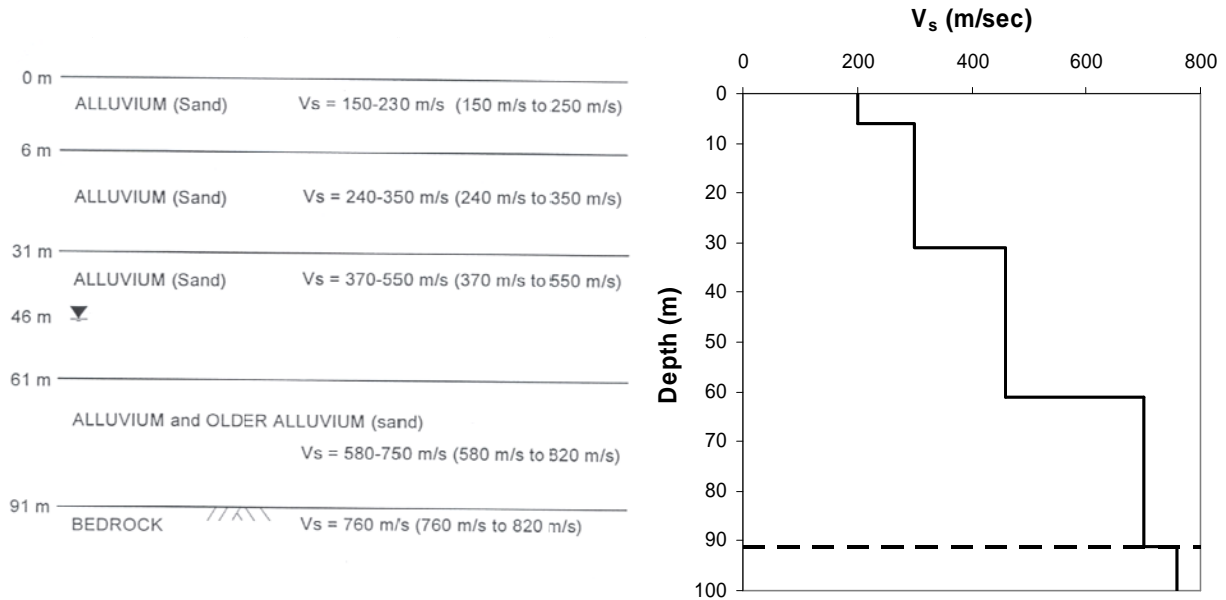 0 m
ALLUVIUM (Sand) Vs = 150-230 m/s (150 m/s to 250 m/s)
6 m
ALLUVIUM (Sand) Vs = 240-350 m/s (240 m/s to 350 m/s)
31 m
ALLUVIUM (Sand) Vs = 370-550 m/s (370 m/s to 550 m/s)
46 m
61 m
ALLUVIUM and OLDER ALLUVIUM (sand)
Vs = 580-750 m/s (580 m/s to 820 m/s)
91 m
BEDROCK Vs = 760 m/s (760 m/s to 820 m/s)
Vs (m/sec)
0 200 400 600 800
Depth (m)
0
10
20
30
40
50
60
70
80
90
100